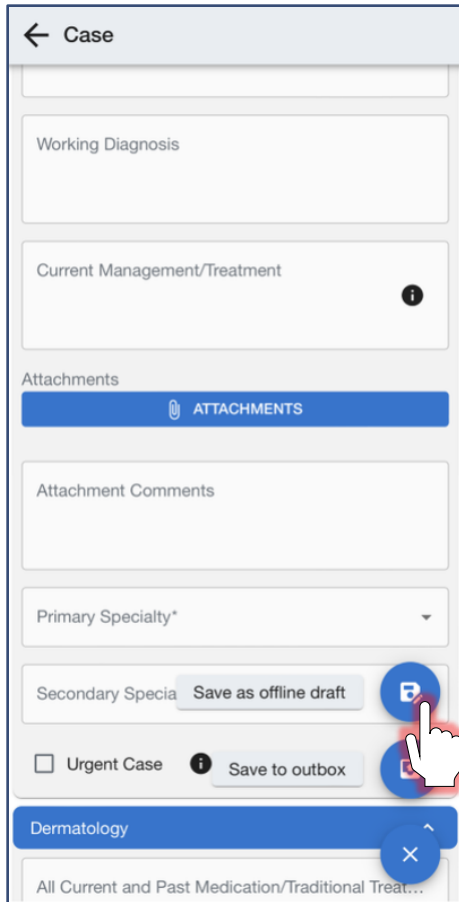 Case
Working Diagnosis
Current Management/Treatment
Attachments
ATTACHMENTS
Attachment Comments
Primary Specialty*
Secondary Specia
Save as offline draft
Urgent Case
Save to outbox
Dermatology
All Current and Past Medication/Traditional Treat...